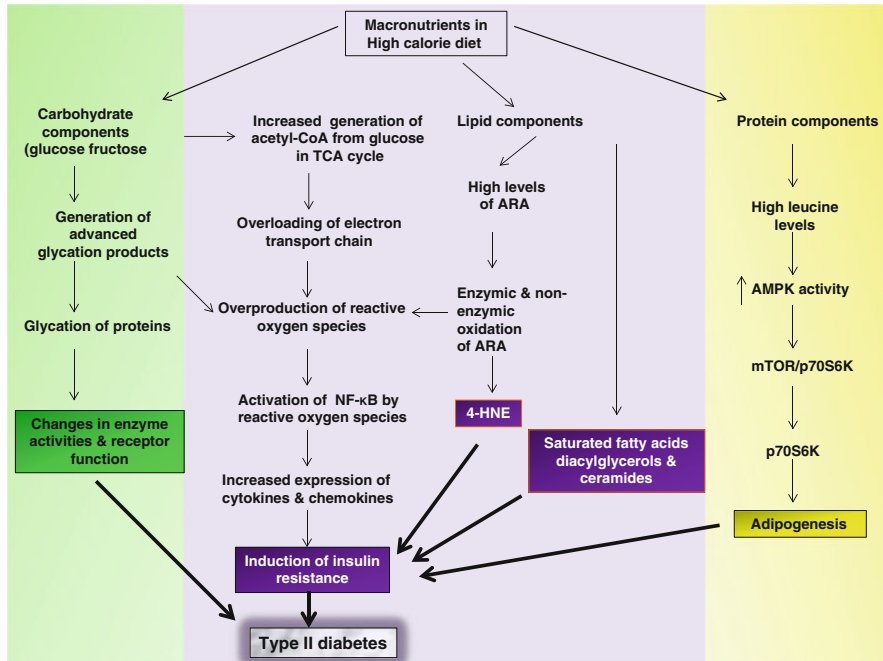 Macronutrients in
High calorie diet
Carbohydrate
components
(glucose fructose
Generation of
advanced
glycation products
Glycation of proteins
Changes in enzyme
activities & receptor
function
Increased generation of
acetyl-CoA from glucose
in TCA cycle
Overloading of electron
transport chain
Overproduction of reactive
oxygen species
Activation of NF-κB by
reactive oxygen species
Increased expression of
cytokines & chemokines
Induction of insulin
resistance
Type II diabetes
Lipid components
High levels
of ARA
Enzymic & non-
enzymic
oxidation
of ARA
4-HNE
Saturated fatty acids
diacylglycerols &
ceramides
Protein components
High leucine
levels
AMPK activity
mTOR/p70S6K
p70S6K
Adipogenesis